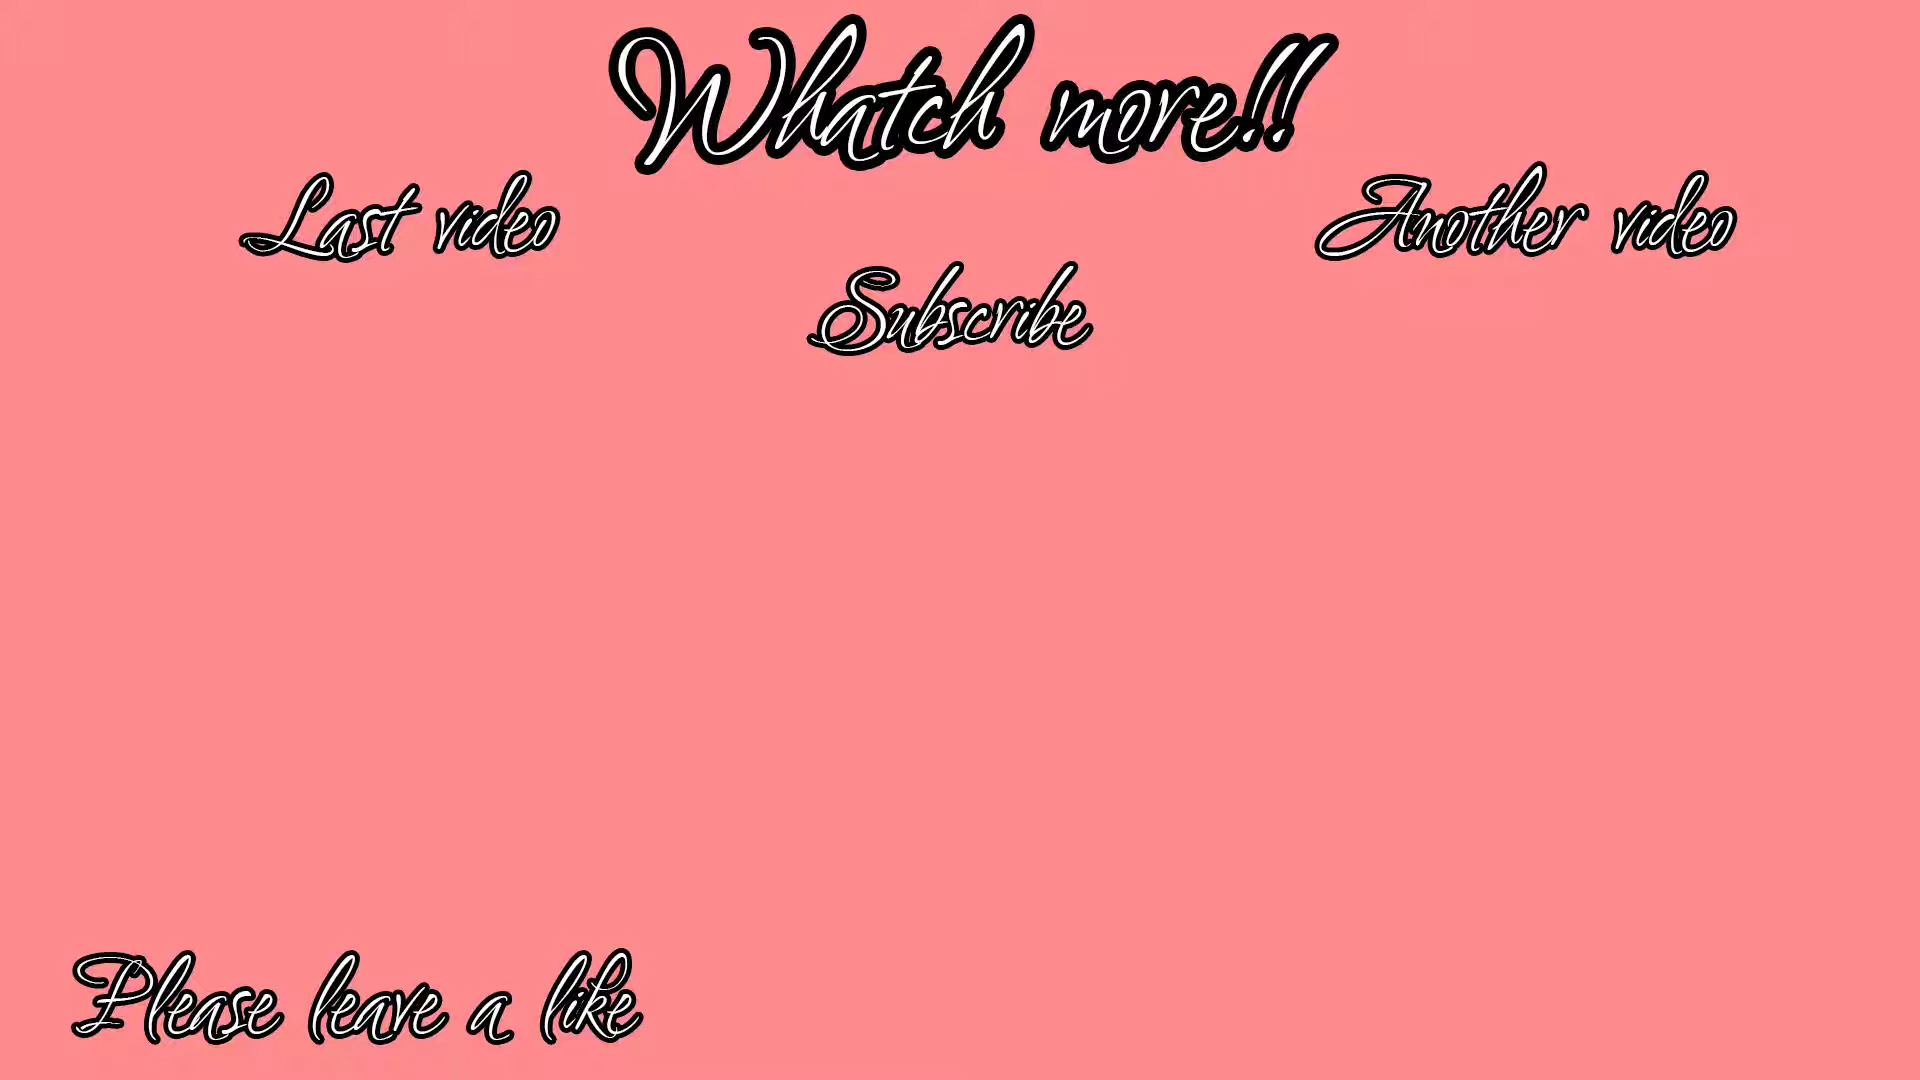 Whatch more!!
Last video
Another video
Subscribe
Please leave a like